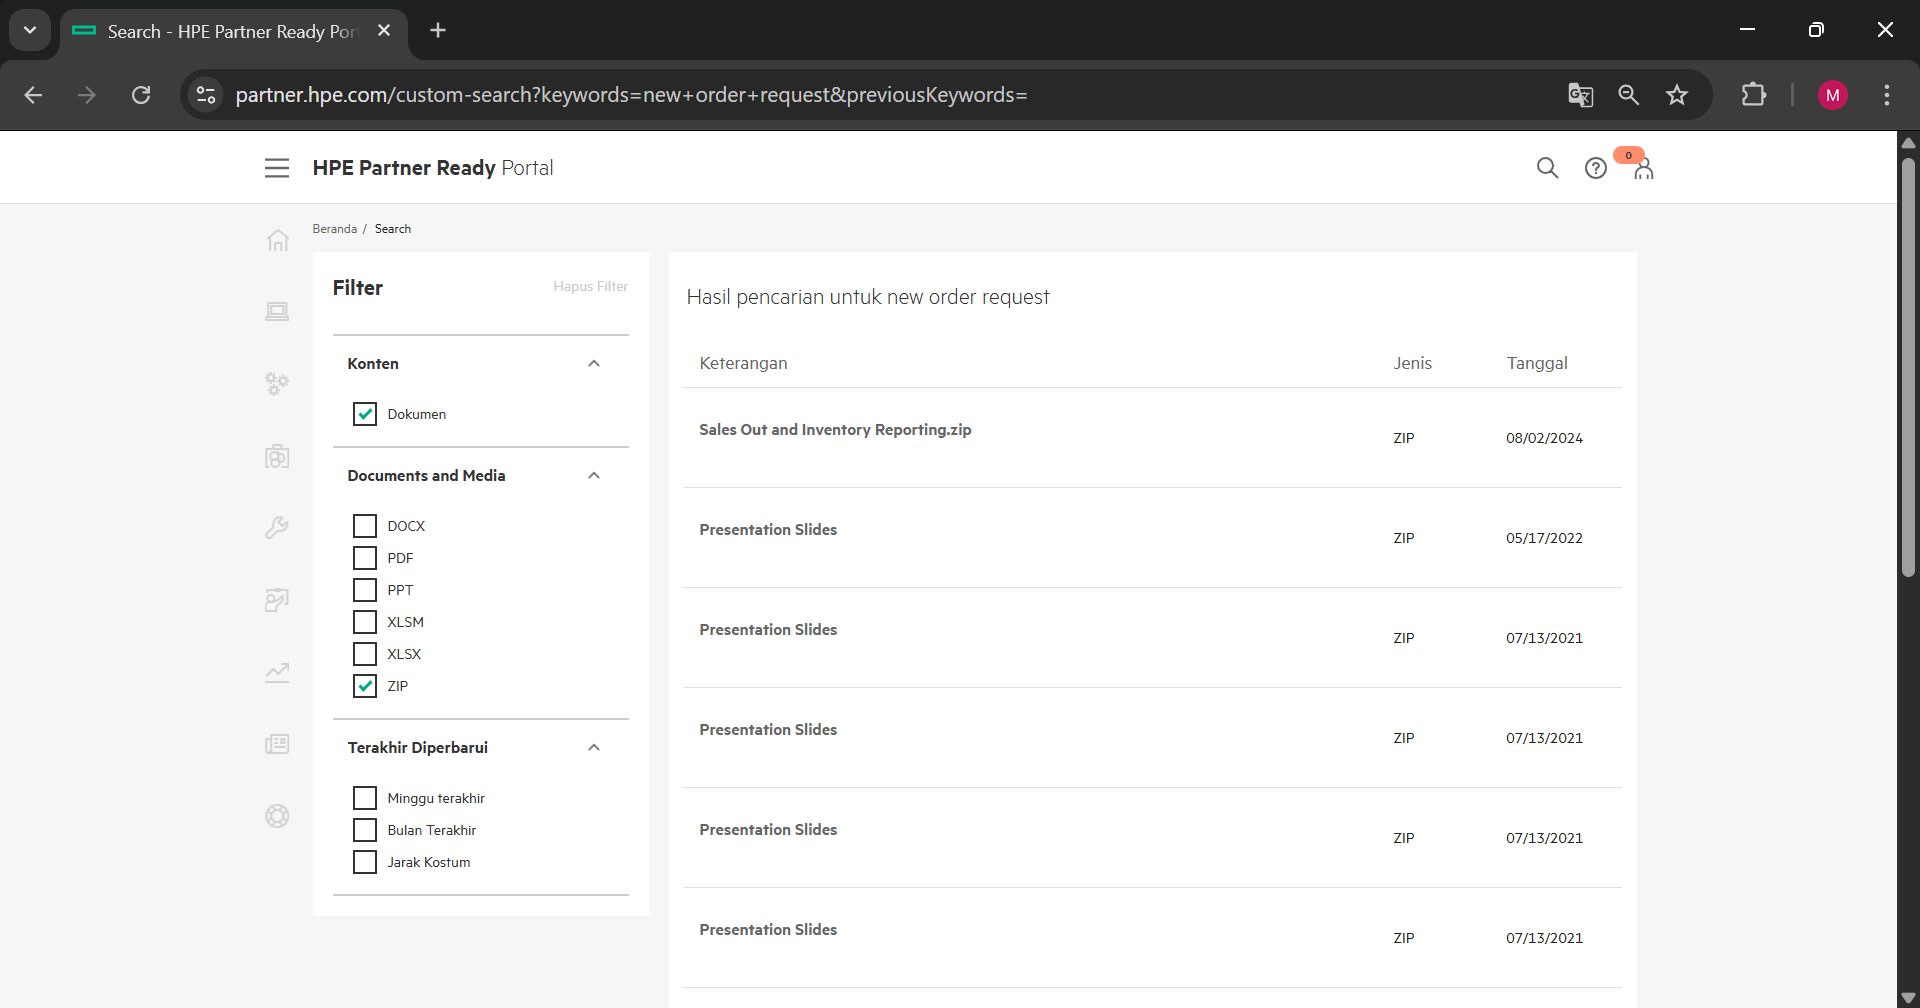 Search - HPE Partner Ready Por
partner.hpe.com/custom-search?keywords=new+order+request&previousKeywords=
M
HPE Partner Ready Portal
0
Beranda / Search
Filter
Hapus Filter
Konten
Dokumen
Documents and Media
DOCX
PDF
PPT
XLSM
XLSX
ZIP
Terakhir Diperbarui
Minggu terakhir
Bulan Terakhir
Jarak Kostum
Hasil pencarian untuk new order request
Keterangan Jenis Tanggal
Sales Out and Inventory Reporting.zip ZIP 08/02/2024
Presentation Slides ZIP 05/17/2022
Presentation Slides ZIP 07/13/2021
Presentation Slides ZIP 07/13/2021
Presentation Slides ZIP 07/13/2021
Presentation Slides ZIP 07/13/2021